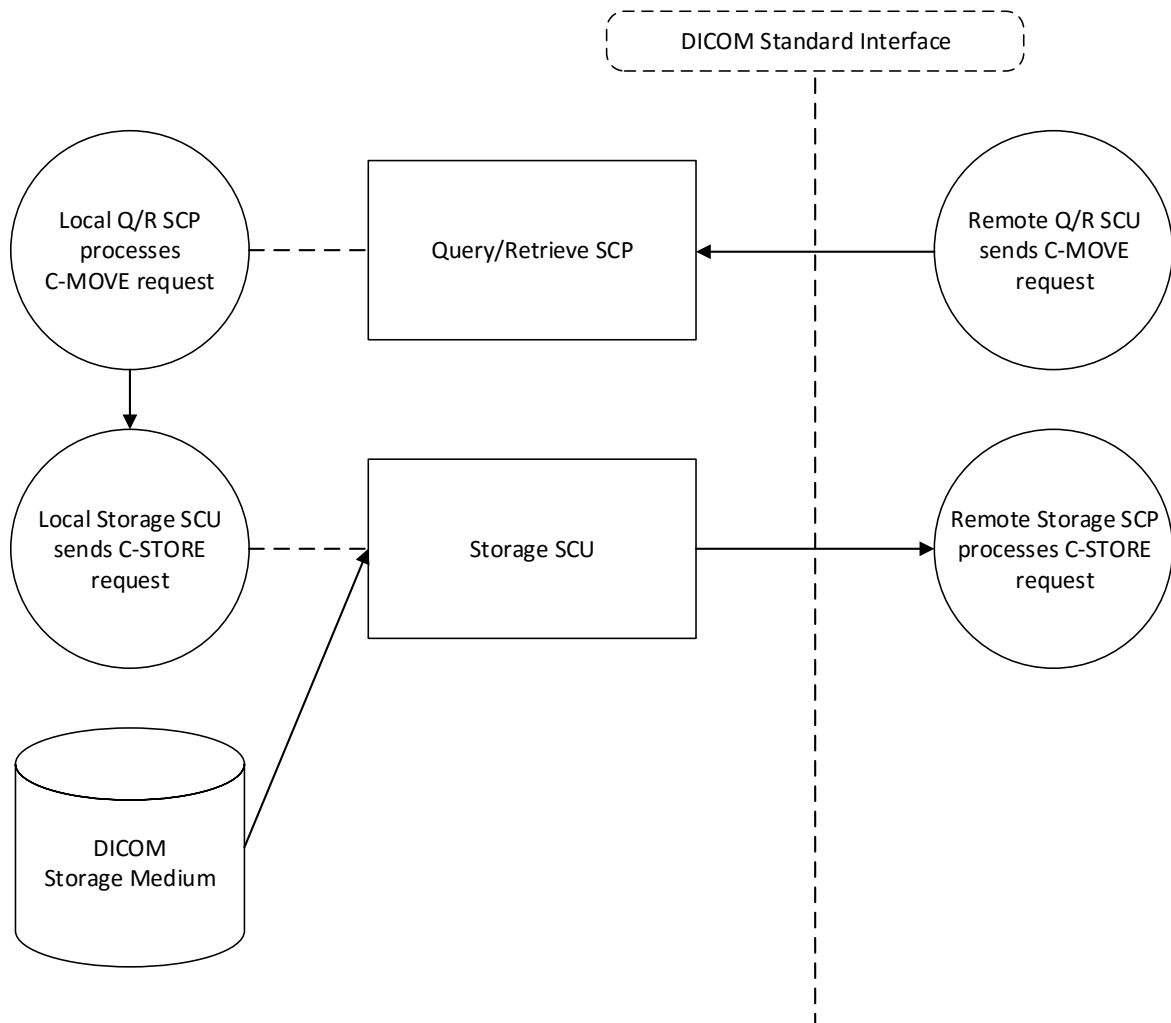 DICOM Standard Interface
Local Q/R SCP
processes
C-MOVE request
Query/Retrieve SCP
Remote Q/R SCU
sends C-MOVE
request
Local Storage SCU
sends C-STORE
request
Storage SCU
Remote Storage SCP
processes C-STORE
request
DICOM
Storage Medium